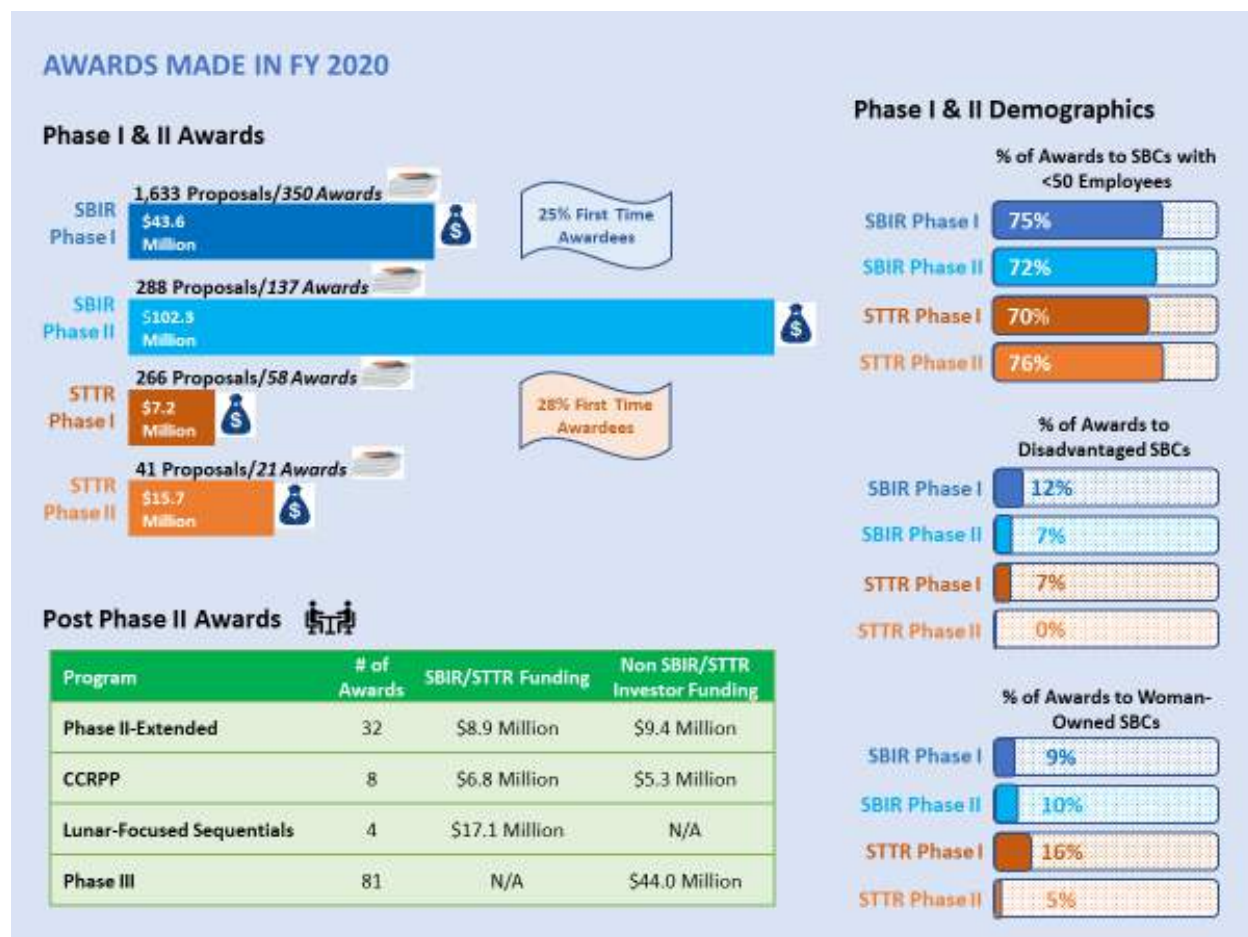 AWARDS MADE IN FY 2020
Phase I & II Awards
SBIR
Phase I
1,633 Proposals/350 Awards
$43.6
Million
25% First Time
Awardees
SBIR
Phase II
288 Proposals/137 Awards
$102.3
Million
STTR
Phase I
266 Proposals/58 Awards
$7.2
Million
28% First Time
Awardees
STTR
Phase II
41 Proposals/21 Awards
$15.7
Million
Post Phase II Awards
Program
# of
Awards
SBIR/STTR Funding
Non SBIR/STTR
Investor Funding
Phase II-Extended 32 $8.9 Million $9.4 Million
CCRPP 8 $6.8 Million $5.3 Million
Lunar-Focused Sequentials 4 $17.1 Million N/A
Phase III 81 N/A $44.0 Million
Phase I & II Demographics
% of Awards to SBCs with
<50 Employees
SBIR Phase I 75%
SBIR Phase II 72%
STTR Phase I 70%
STTR Phase II 76%
% of Awards to
Disadvantaged SBCs
SBIR Phase I 12%
SBIR Phase II 7%
STTR Phase I 7%
STTR Phase II 0%
% of Awards to Woman-
Owned SBCs
SBIR Phase I 9%
SBIR Phase II 10%
STTR Phase I 16%
STTR Phase II 5%